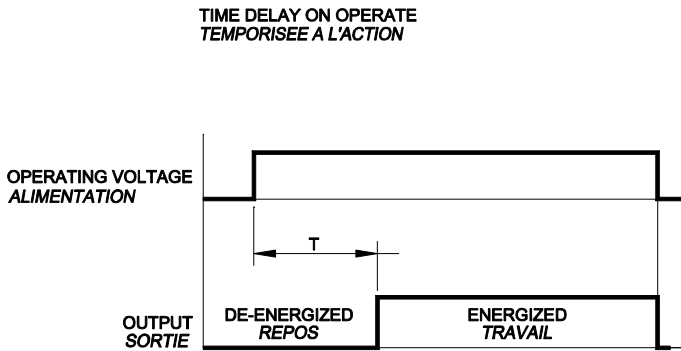 TIME DELAY ON OPERATE
TEMPORISEE A L'ACTION
OPERATING VOLTAGE
ALIMENTATION
T
DE-ENERGIZED
REPOS
ENERGIZED
TRAVAIL
OUTPUT
SORTIE